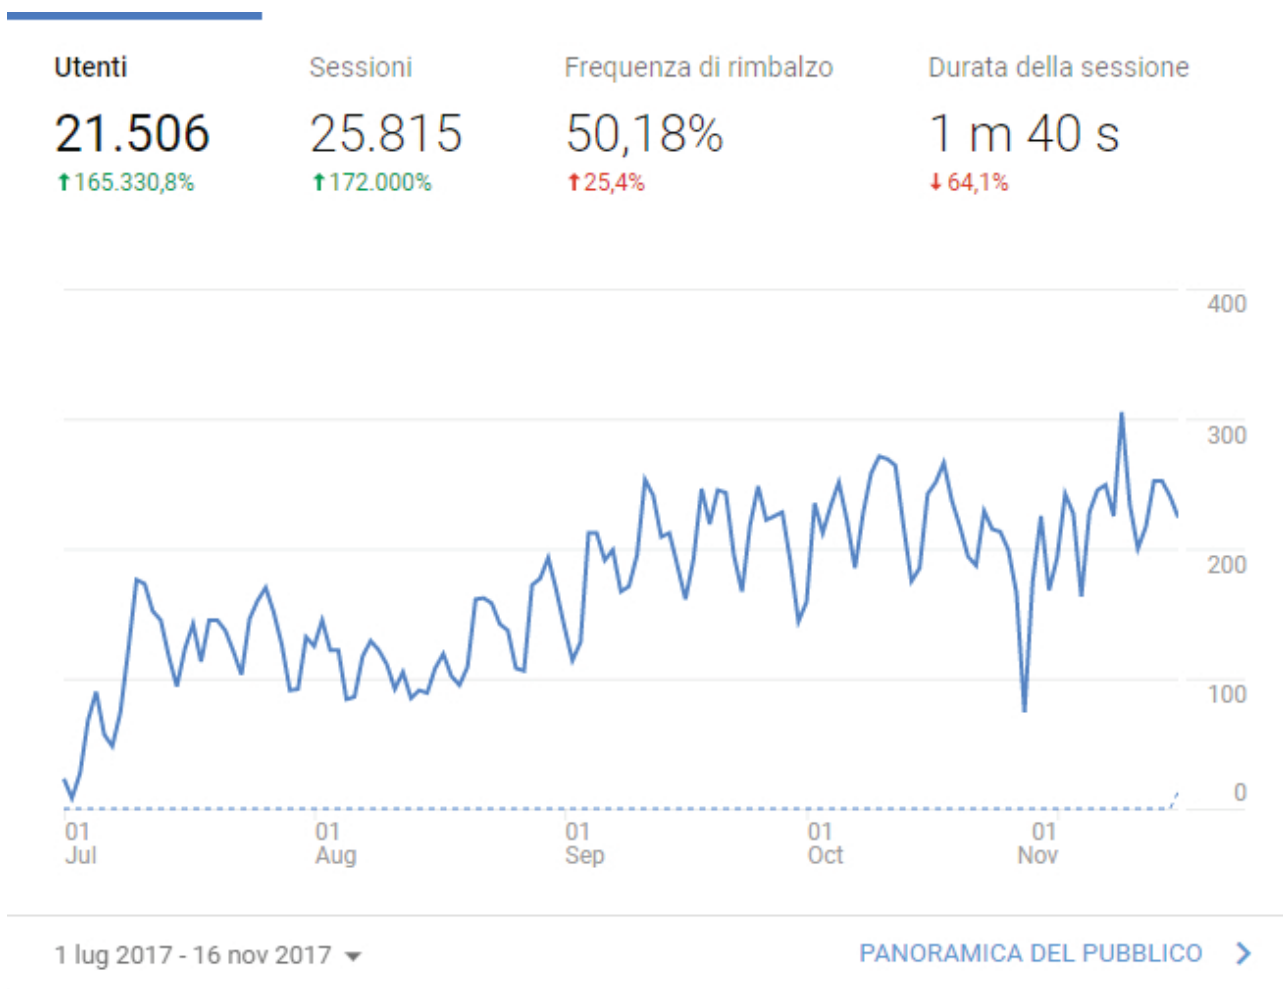 Utenti Sessioni Frequenza di rimbalzo Durata della sessione
21.506 25.815 50,18% 1 m 40 s
↑165.330,8% ↑172.000% ↑25,4% ↓64,1%
400
300
200
100
0
01 01 01 01 01
Jul Aug Sep Oct Nov
1 lug 2017 - 16 nov 2017 PANORAMICA DEL PUBBLICO